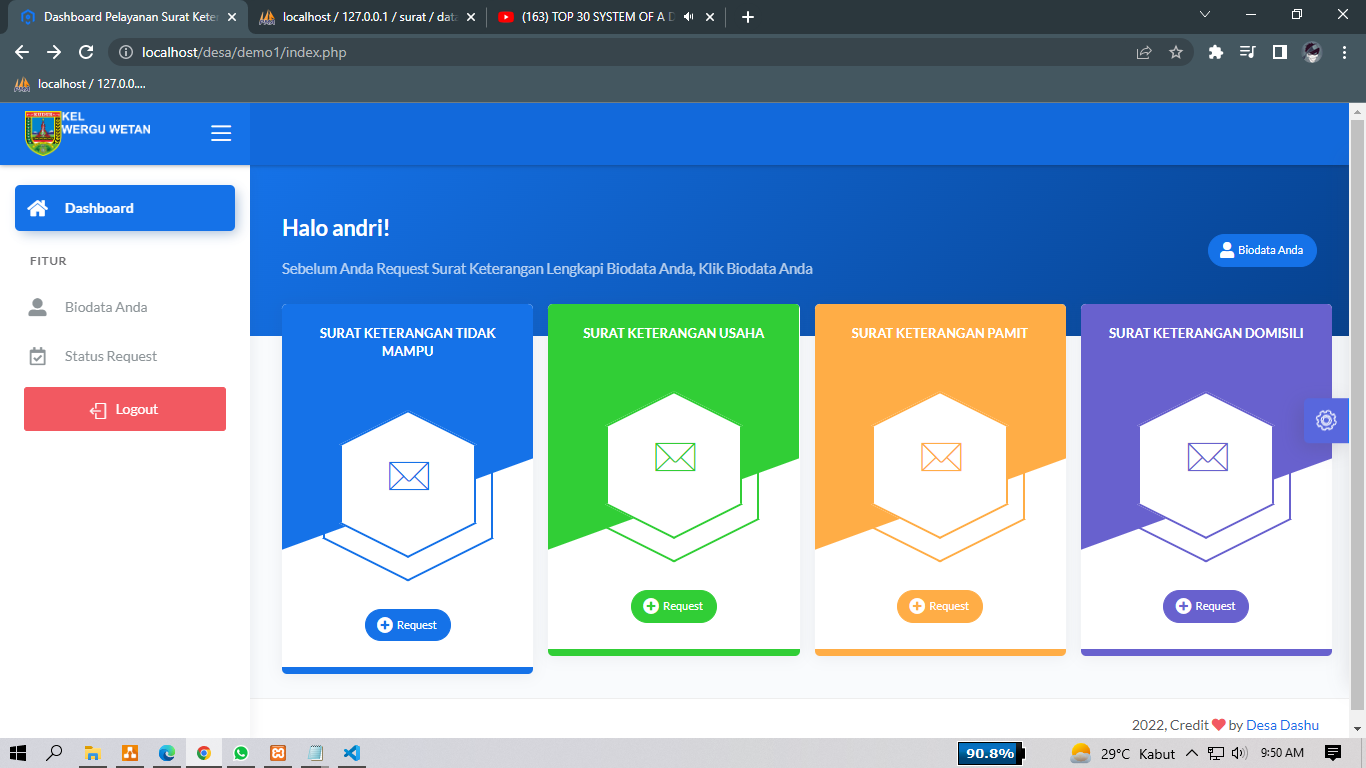 Dashboard Pelayanan Surat Keter
localhost / 127.0.0.1 / surat / data
(163) TOP 30 SYSTEM OF A D
localhost/desa/demo1/index.php
localhost / 127.0.0....
KEL
WERGU WETAN
Dashboard
FITUR
Biodata Anda
Status Request
Logout
Halo andri!
Sebelum Anda Request Surat Keterangan Lengkapi Biodata Anda, Klik Biodata Anda
Biodata Anda
SURAT KETERANGAN TIDAK
MAMPU
Request
SURAT KETERANGAN USAHA
Request
SURAT KETERANGAN PAMIT
Request
SURAT KETERANGAN DOMISILI
Request
2022, Credit by Desa Dashu
90.8%
29°C Kabut
9:50 AM